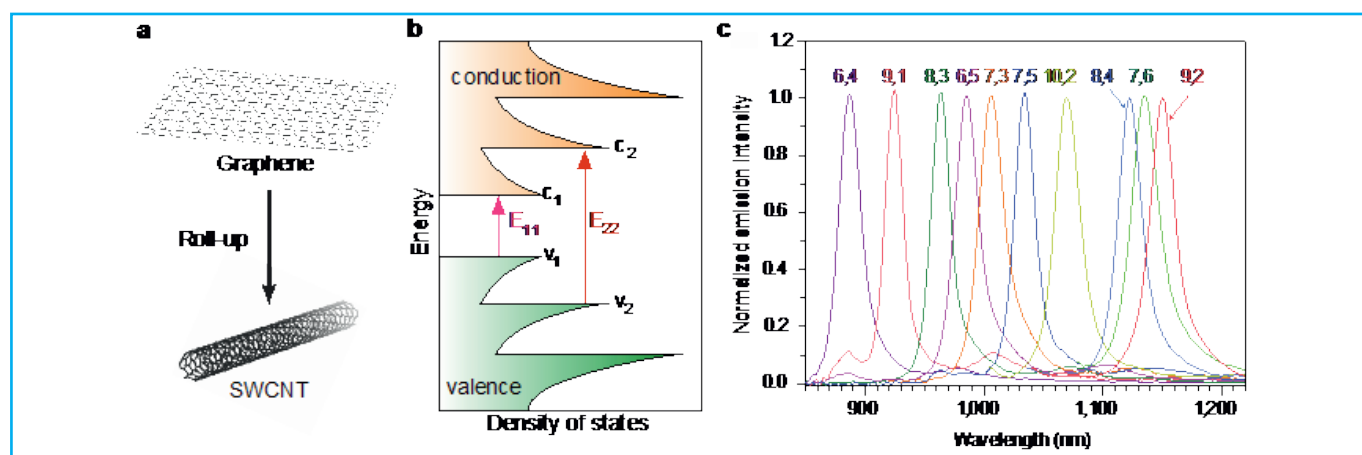 a
Graphene
Roll-up
SWCNT
b
conduction
c2
c1
E11
E22
v1
v2
valence
Energy
Density of states
c
1.2
1.0
0.8
0.6
0.4
0.2
0.0
6,4 9,1 8,3 6,5 7,3 7,5 10,2 8,4 7,6 9,2
Normalized emission Intensity
900 1,000 1,100 1,200
Wavelength (nm)